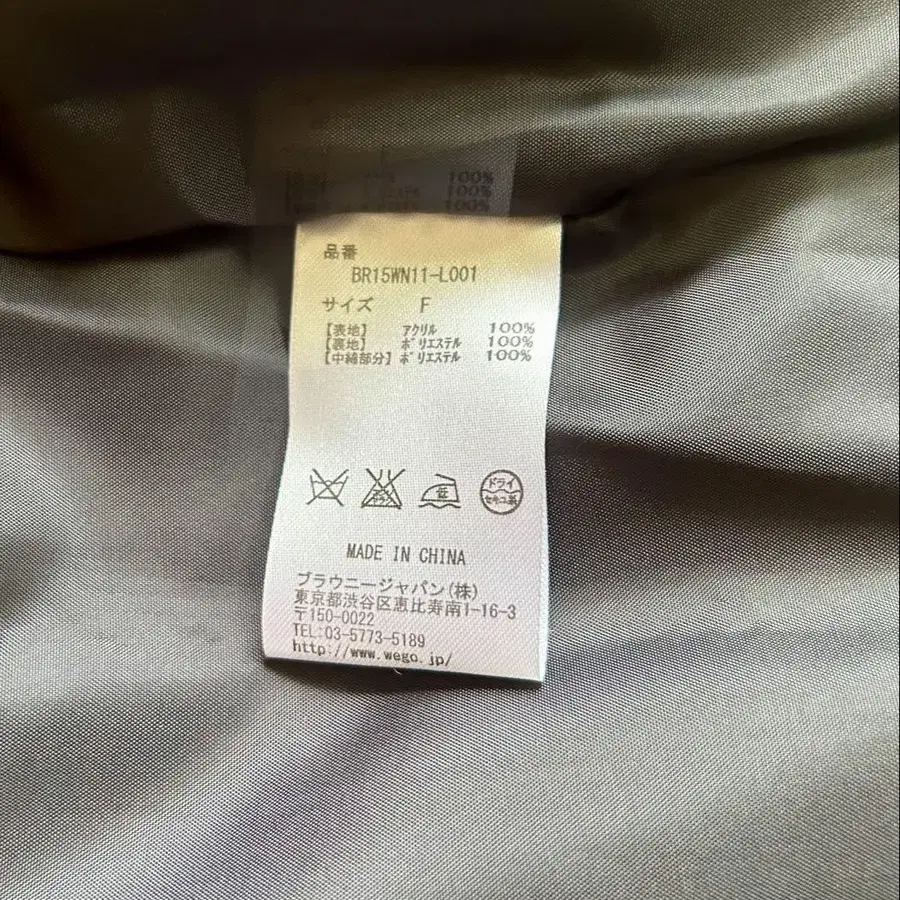 100%
100%
100%
品番
BR15WN11-L001
サイズ F
【表地】 アクリル 100%
【裏地】 ポリエステル 100%
【中綿部分】 ポリエステル 100%
低
ドライ
セキユ系
MADE IN CHINA
ブラウニージャパン(株)
東京都渋谷区恵比寿南1-16-3
〒150-0022
TEL:03-5773-5189
http://www.wego.jp/